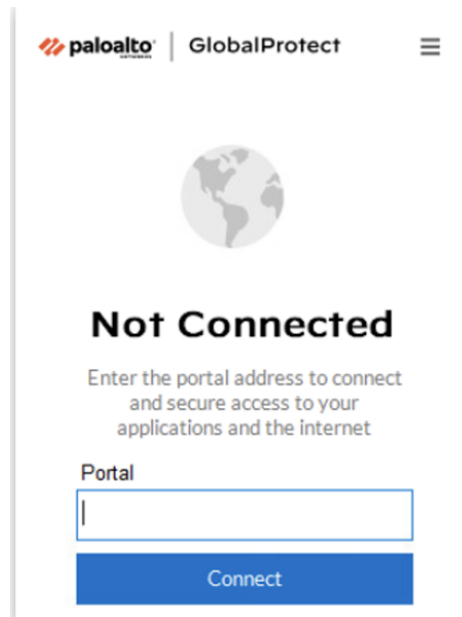 paloalto NETWORKS | GlobalProtect
Not Connected
Enter the portal address to connect
and secure access to your
applications and the internet
Portal
Connect